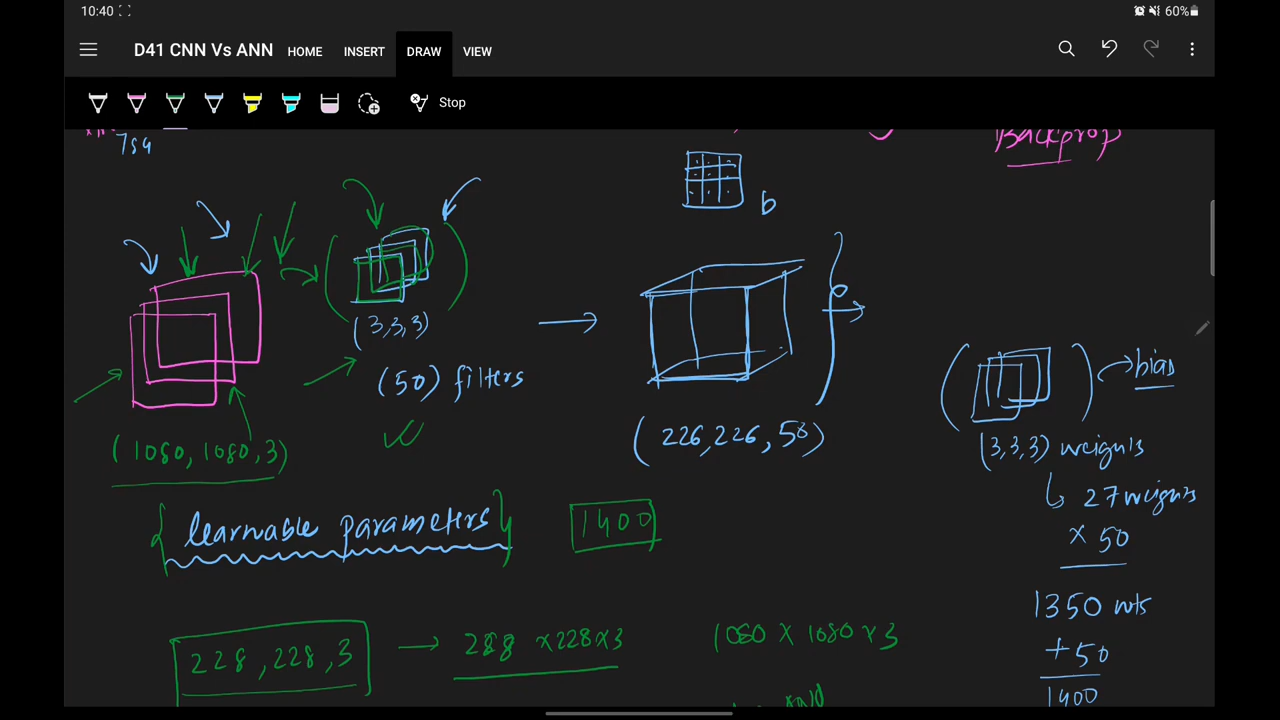 10:40
60%
D41 CNN Vs ANN HOME INSERT DRAW VIEW
Stop
Backprop
b
(3,3,3)
(50) filters
(1080, 1080, 3)
(226, 226, 50)
bias
(3,3,3) weights
27 weights
× 50
1350 wts
+50
1400
{learnable parameters}
1400
228, 228, 3 → 288 ×228×3
1080 × 1080 × 3